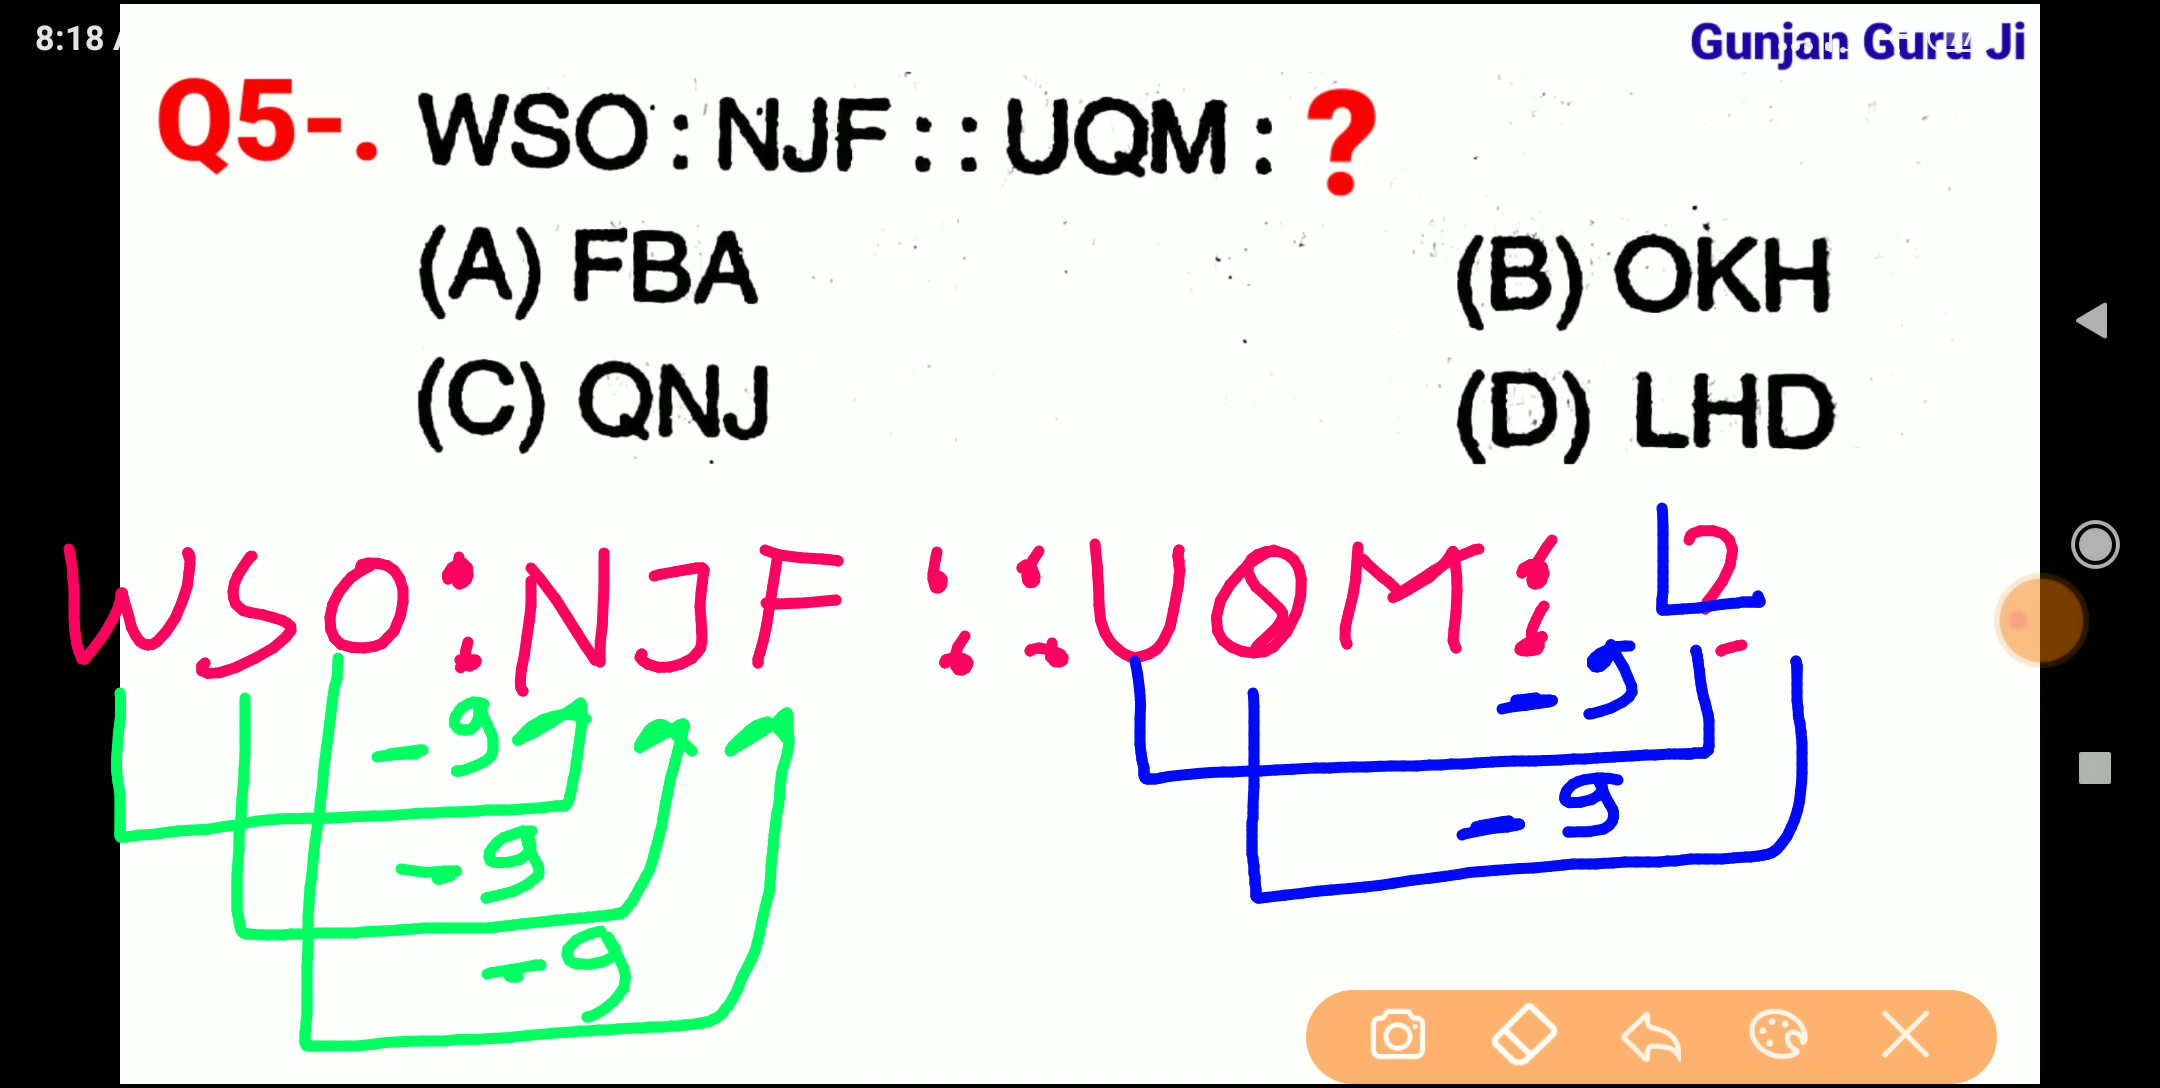 8:18
Gunjan Guru Ji
Q5-. WSO : NJF : : UQM : ?
(A) FBA
(B) OKH
(C) QNJ
(D) LHD
WSO : NJF :: UQM : L?
-9
-9
-9
-9
-9